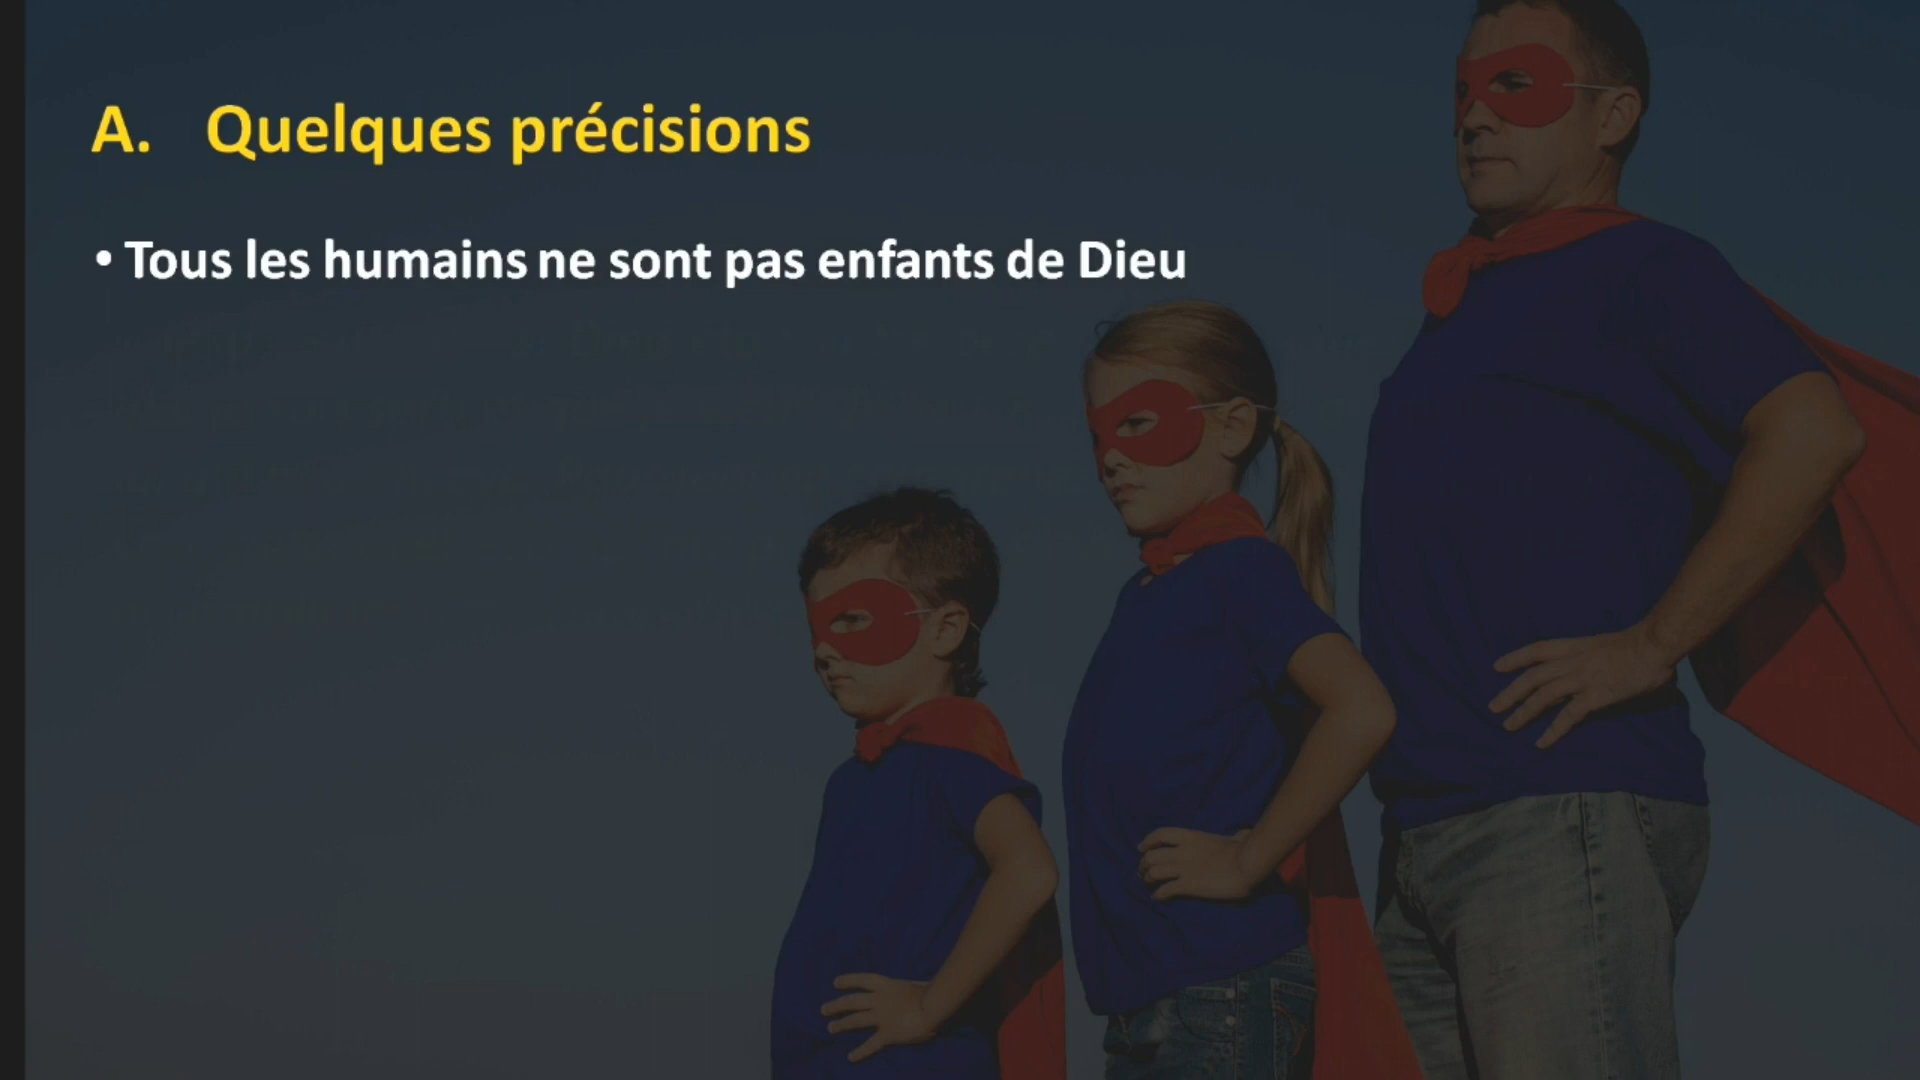 A. Quelques précisions
• Tous les humains ne sont pas enfants de Dieu